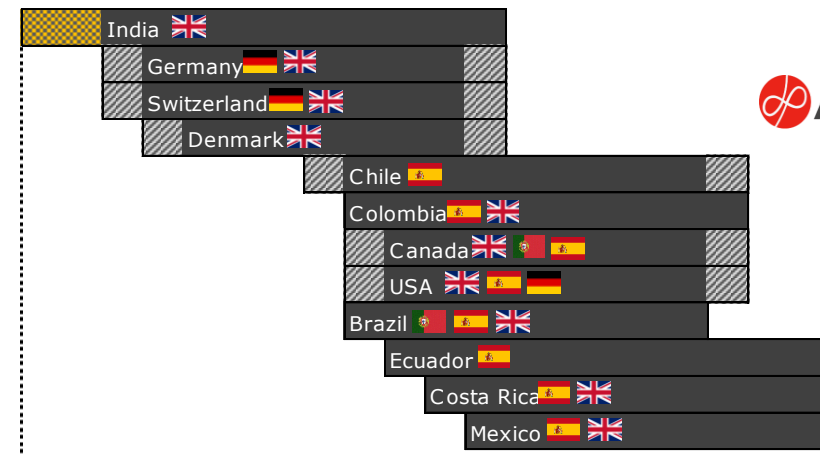 India
Germany
Switzerland
Denmark
Chile
Colombia
Canada
USA
Brazil
Ecuador
Costa Rica
Mexico